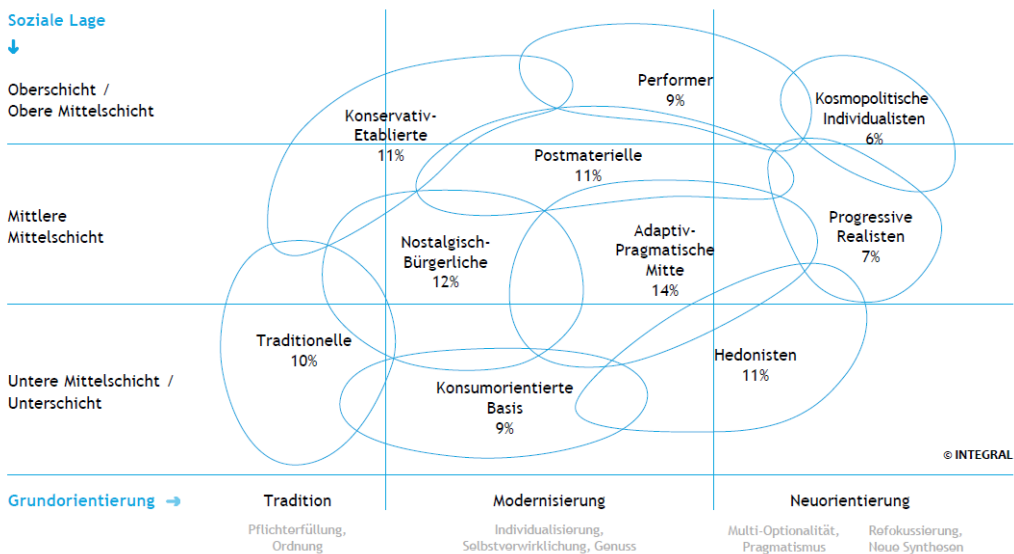 Soziale Lage
↓
Oberschicht /
Obere Mittelschicht
Mittlere
Mittelschicht
Untere Mittelschicht /
Unterschicht
Konservativ-
Etablierte
11%
Performer
9%
Kosmopolitische
Individualisten
6%
Postmaterielle
11%
Nostalgisch-
Bürgerliche
12%
Adaptiv-
Pragmatische
Mitte
14%
Progressive
Realisten
7%
Traditionelle
10%
Konsumorientierte
Basis
9%
Hedonisten
11%
© INTEGRAL
Grundorientierung →
Tradition
Modernisierung
Neuorientierung
Pflichterfüllung,
Ordnung
Individualisierung,
Selbstverwirklichung, Genuss
Multi-Optionalität,
Pragmatismus
Refokussierung,
Neue Synthesen